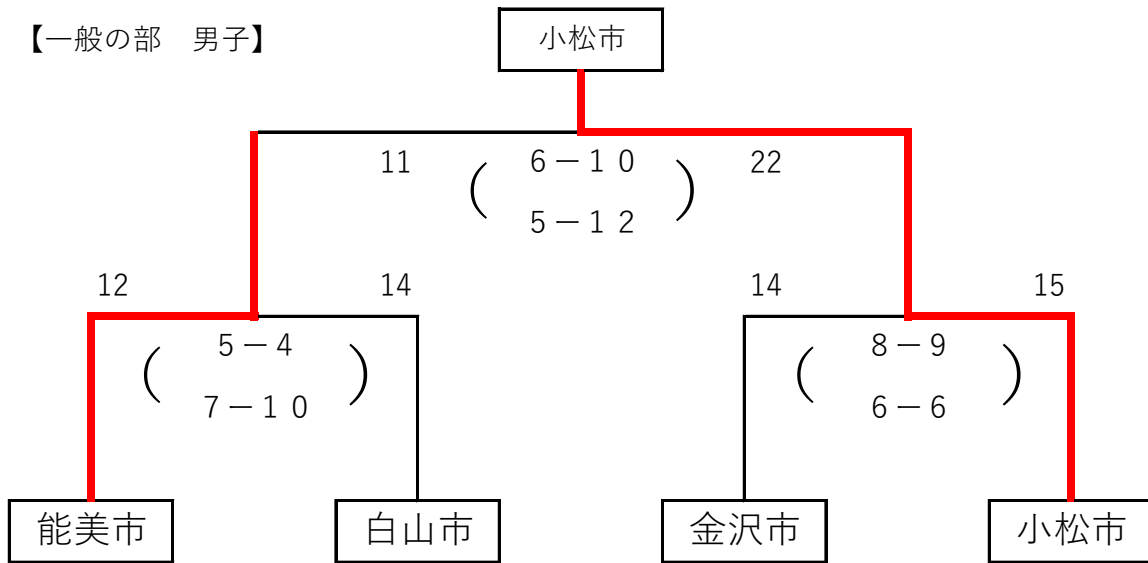 【一般の部　男子】
小松市
11 ( 6－10 ) 22
5－12
12 14 14 15
( 5－4 ) ( 8－9 )
7－10 6－6
能美市 白山市 金沢市 小松市